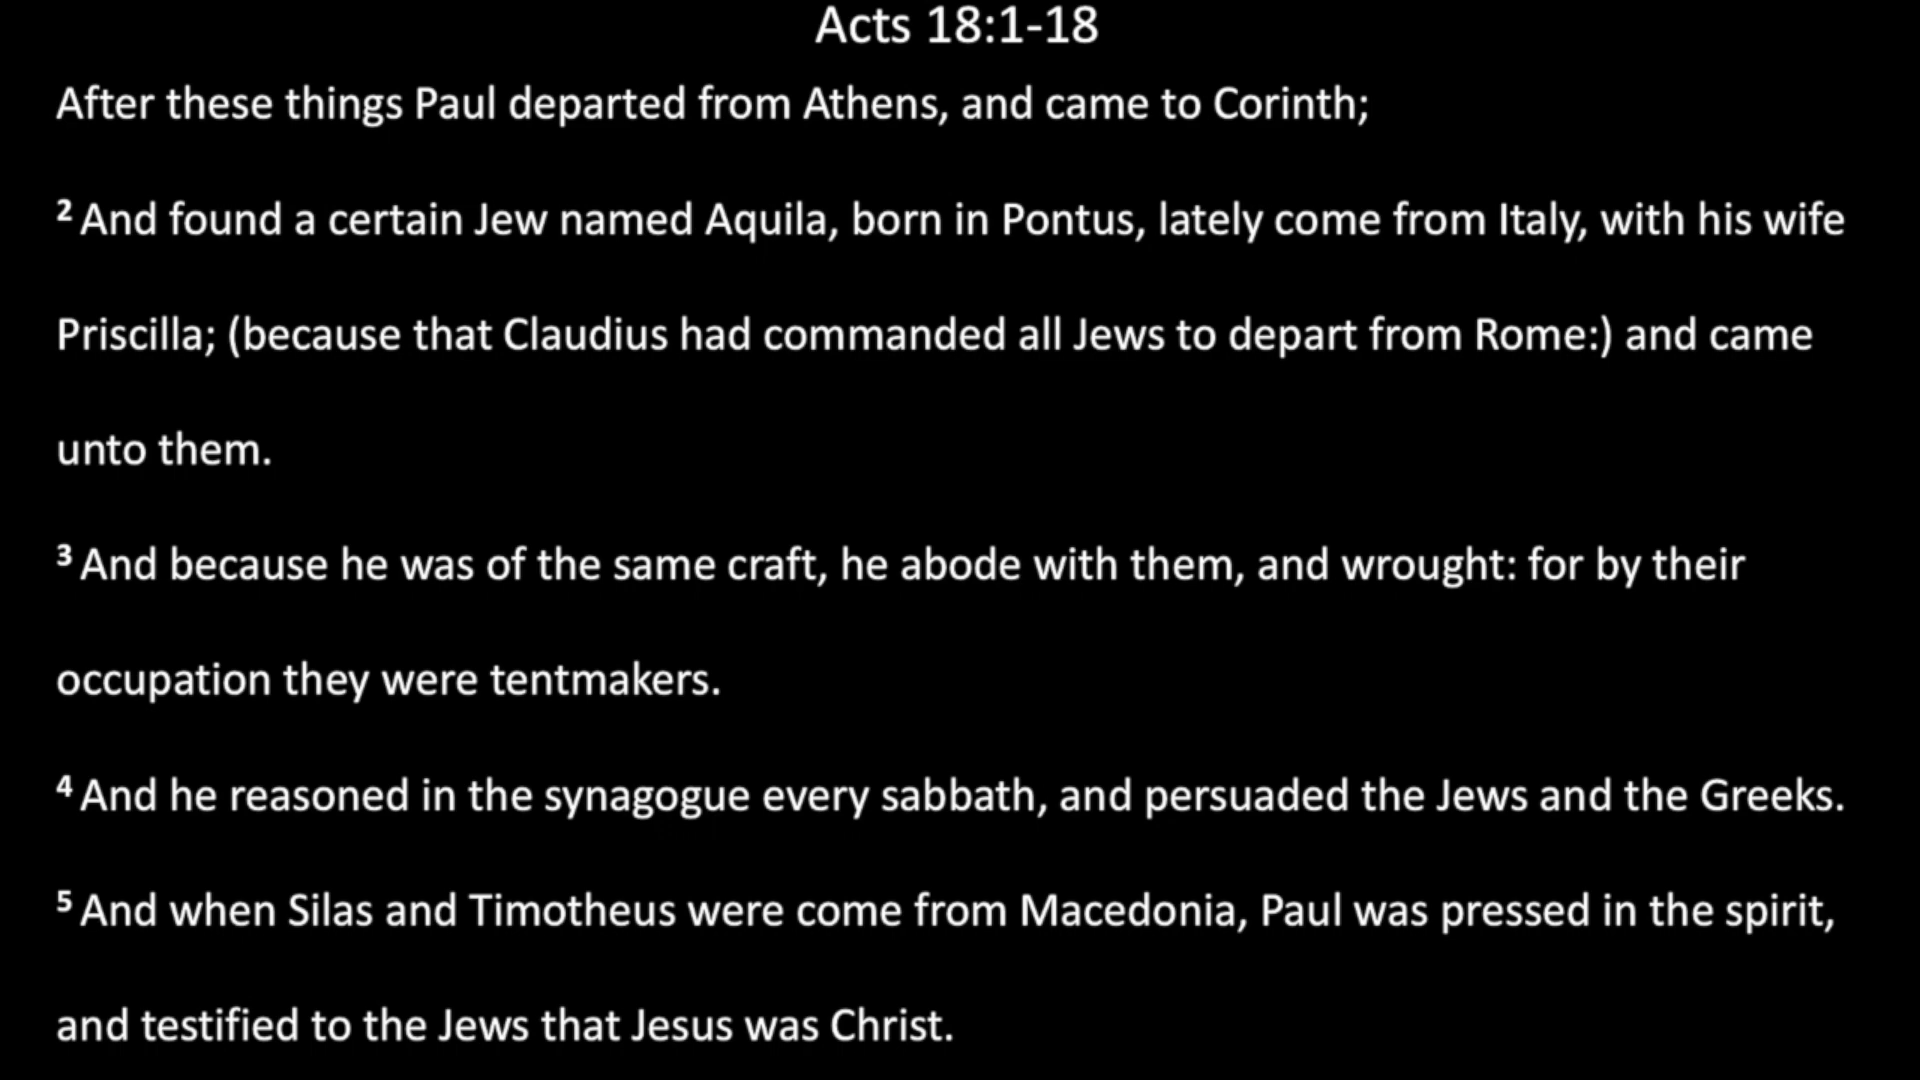 Acts 18:1-18
After these things Paul departed from Athens, and came to Corinth;
2 And found a certain Jew named Aquila, born in Pontus, lately come from Italy, with his wife
Priscilla; (because that Claudius had commanded all Jews to depart from Rome:) and came
unto them.
3 And because he was of the same craft, he abode with them, and wrought: for by their
occupation they were tentmakers.
4 And he reasoned in the synagogue every sabbath, and persuaded the Jews and the Greeks.
5 And when Silas and Timotheus were come from Macedonia, Paul was pressed in the spirit,
and testified to the Jews that Jesus was Christ.